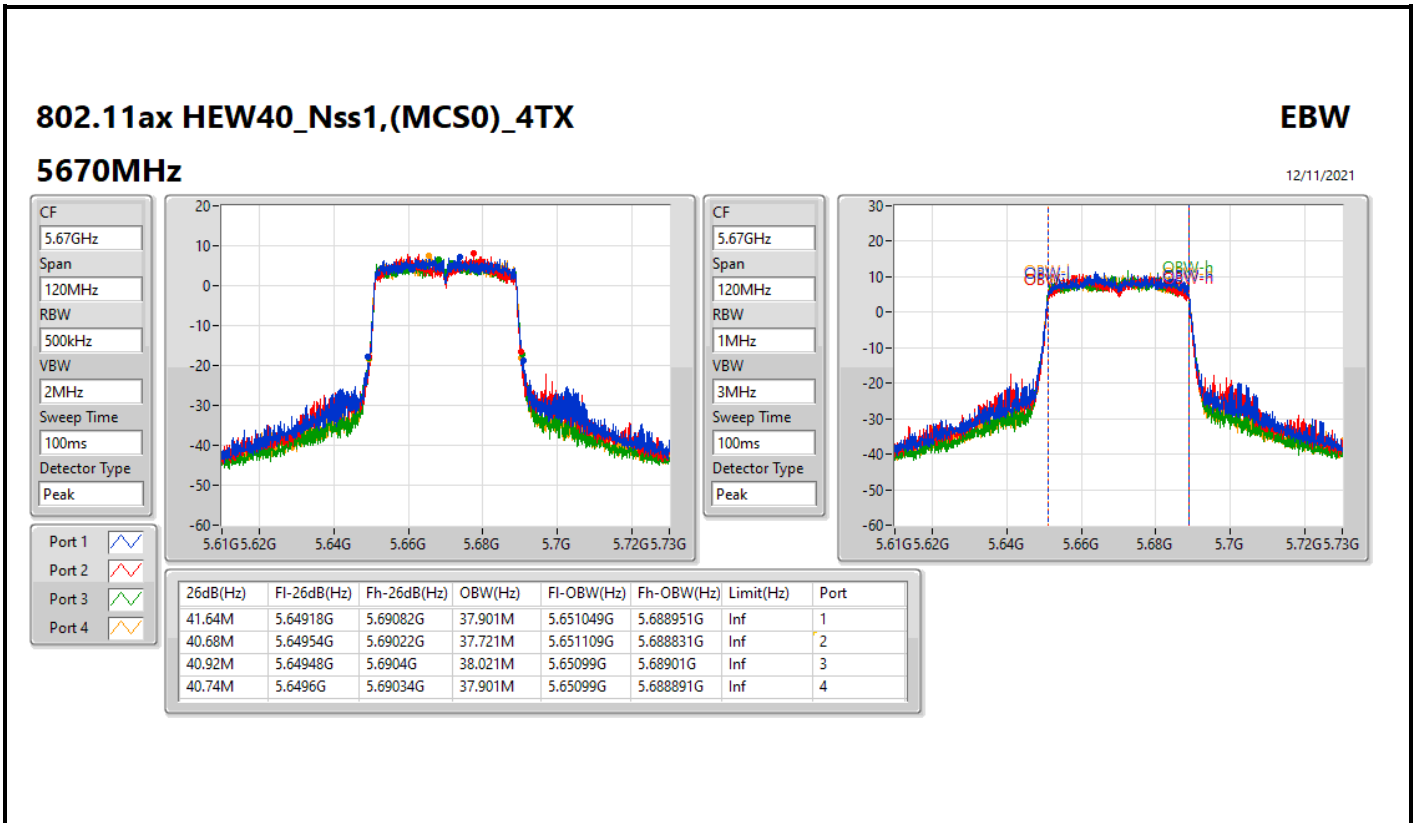 802.11ax HEW40_Nss1,(MCS0)_4TX
EBW
5670MHz
12/11/2021
CF
5.67GHz
Span
120MHz
RBW
500kHz
VBW
2MHz
Sweep Time
100ms
Detector Type
Peak
20
10
0
-10
-20
-30
-40
-50
-60
5.61G 5.62G 5.64G 5.66G 5.68G 5.7G 5.72G 5.73G
CF
5.67GHz
Span
120MHz
RBW
1MHz
VBW
3MHz
Sweep Time
100ms
Detector Type
Peak
30
20
10
0
-10
-20
-30
-40
-50
-60
OBW-l
OBW-h
OBW-h
5.61G 5.62G 5.64G 5.66G 5.68G 5.7G 5.72G 5.73G
Port 1
Port 2
Port 3
Port 4
26dB(Hz) Fl-26dB(Hz) Fh-26dB(Hz) OBW(Hz) Fl-OBW(Hz) Fh-OBW(Hz) Limit(Hz) Port
41.64M 5.64918G 5.69082G 37.901M 5.651049G 5.688951G Inf 1
40.68M 5.64954G 5.69022G 37.721M 5.651109G 5.688831G Inf 2
40.92M 5.64948G 5.6904G 38.021M 5.65099G 5.68901G Inf 3
40.74M 5.6496G 5.69034G 37.901M 5.65099G 5.688891G Inf 4